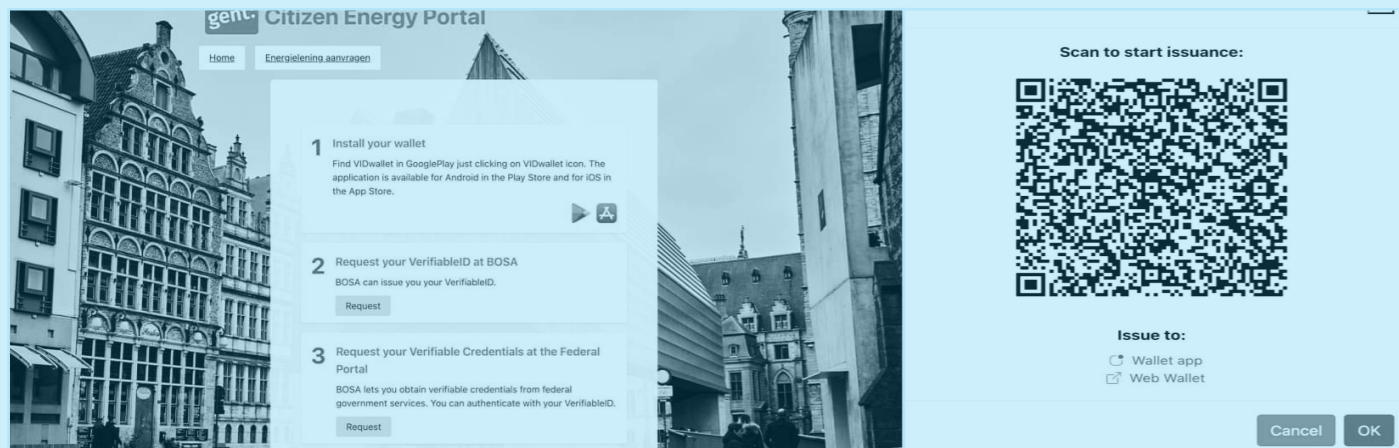 gent: Citizen Energy Portal
Home
Energielening aanvragen
1 Install your wallet
Find VIDwallet in GooglePlay just clicking on VIDwallet icon. The
application is available for Android in the Play Store and for iOS in
the App Store.
2 Request your VerifiableID at BOSA
BOSA can issue you your VerifiableID.
Request
3 Request your Verifiable Credentials at the Federal
Portal
BOSA lets you obtain verifiable credentials from federal
government services. You can authenticate with your VerifiableID.
Request
Scan to start issuance:
Issue to:
Wallet app
Web Wallet
Cancel
OK